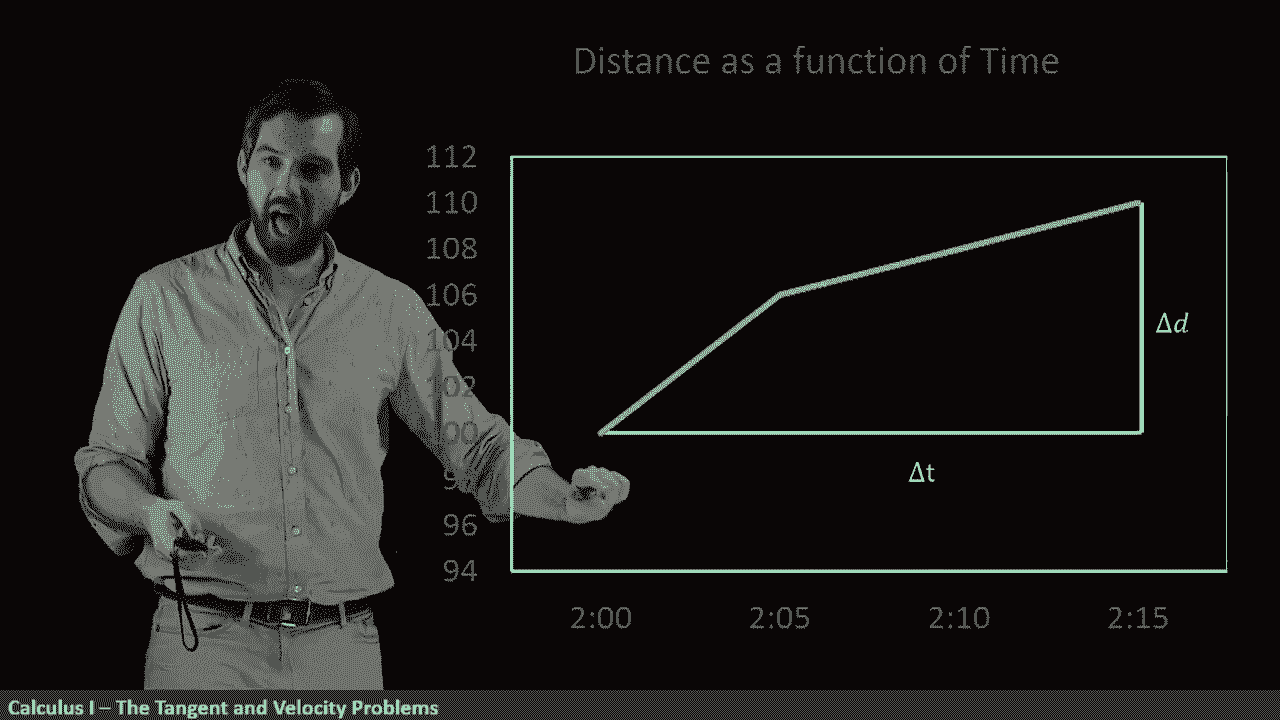 Distance as a function of Time
112
110
108
106
104
102
00
96
94
Δd
Δt
2:00 2:05 2:10 2:15
Calculus I – The Tangent and Velocity Problems